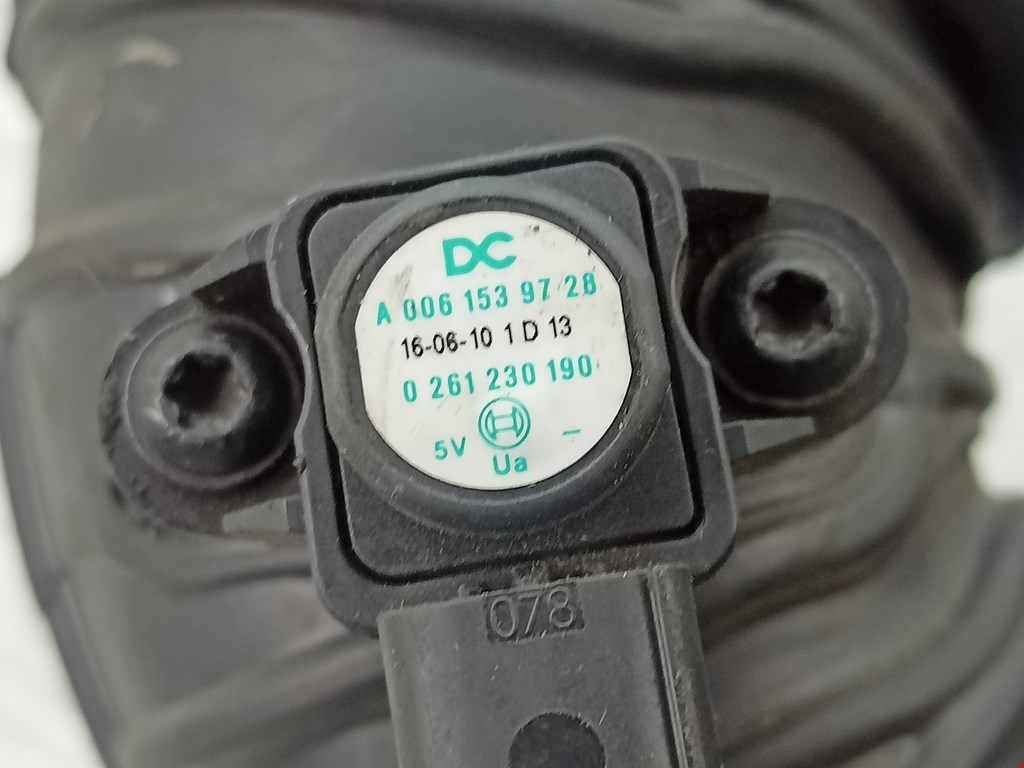 DC
A 006 153 97 28
16-06-10 1 D 13
0 261 230 190
5V -
Ua
078